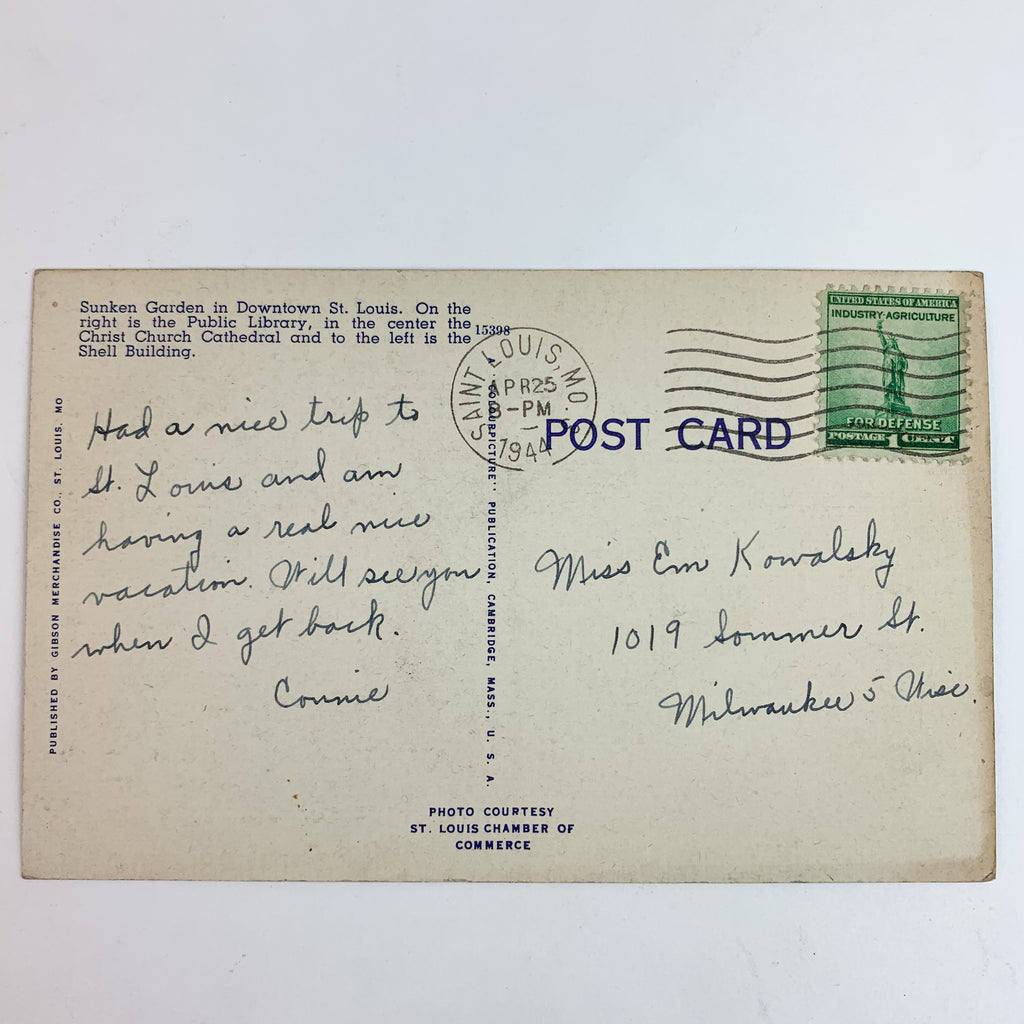 Sunken Garden in Downtown St. Louis. On the
right is the Public Library, in the center the
Christ Church Cathedral and to the left is the
Shell Building.
15398
Had a nice trip to
St. Louis and am
having a real nice
vacation. Will see you
when I get back.
Connie
PUBLISHED BY GIBSON MERCHANDISE CO., ST. LOUIS, MO
A "COLOURPICTURE" PUBLICATION, CAMBRIDGE, MASS., U. S. A.
PHOTO COURTESY
ST. LOUIS CHAMBER OF
COMMERCE
SAINT LOUIS, MO.
APR 25
-PM
1944
POST CARD
UNITED STATES OF AMERICA
INDUSTRY·AGRICULTURE
FOR DEFENSE
POSTAGE 1 CENT
Miss Em Kowalsky
1019 Sommer St.
Milwaukee 5 Wisc.